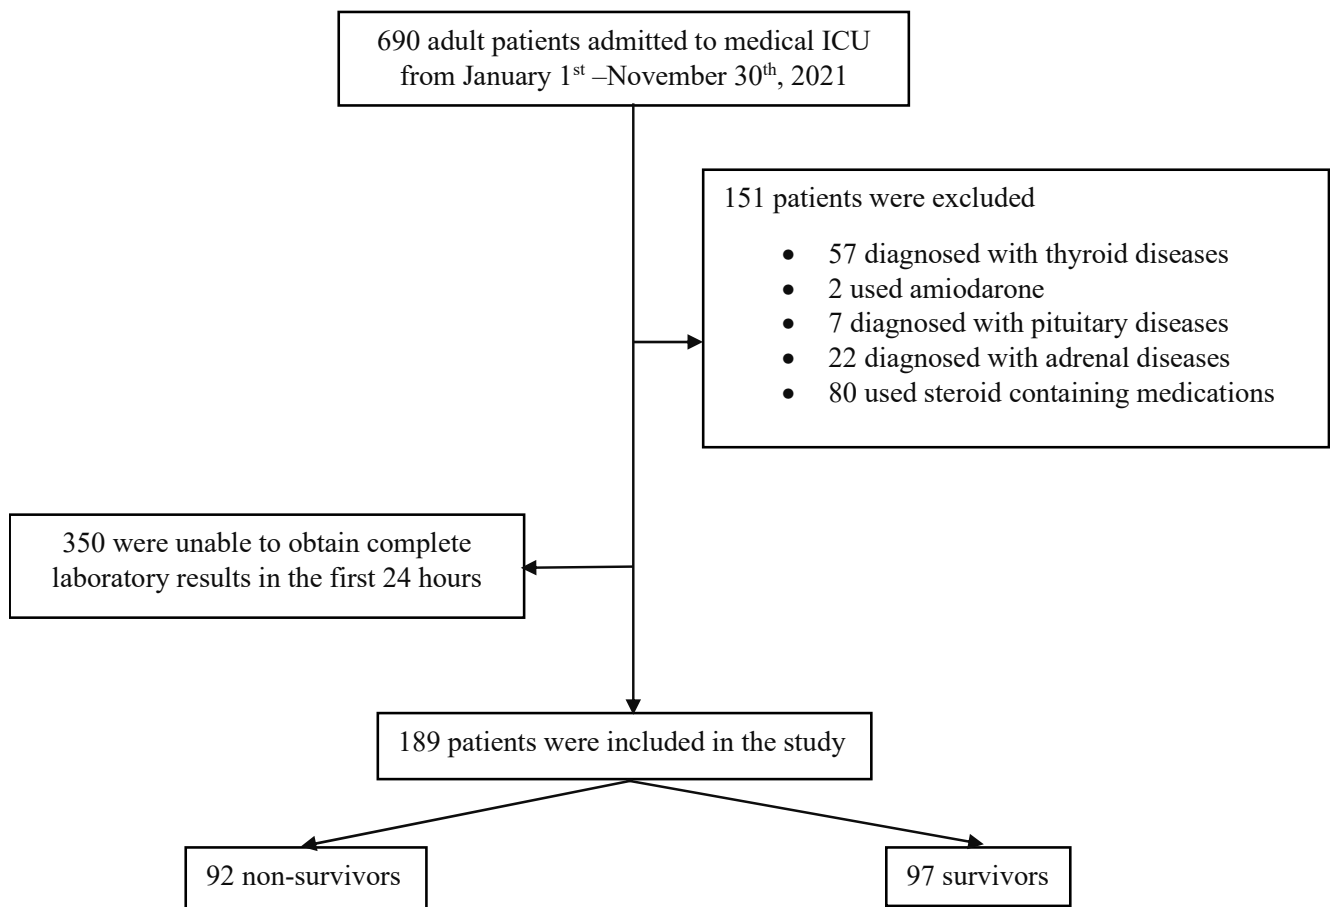 690 adult patients admitted to medical ICU
from January 1st –November 30th, 2021
151 patients were excluded
• 57 diagnosed with thyroid diseases
• 2 used amiodarone
• 7 diagnosed with pituitary diseases
• 22 diagnosed with adrenal diseases
• 80 used steroid containing medications
350 were unable to obtain complete
laboratory results in the first 24 hours
189 patients were included in the study
92 non-survivors
97 survivors